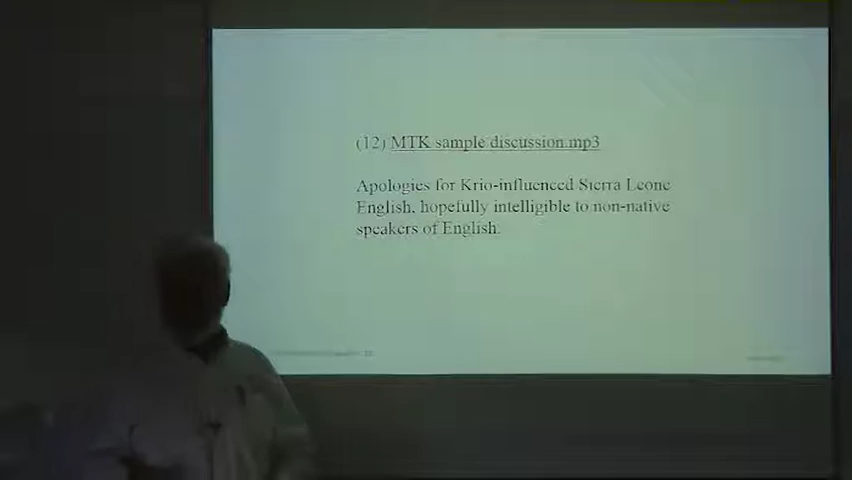 (12) MTK sample discussion.mp3
Apologies for Krio-influenced Sierra Leone
English, hopefully intelligible to non-native
speakers of English.